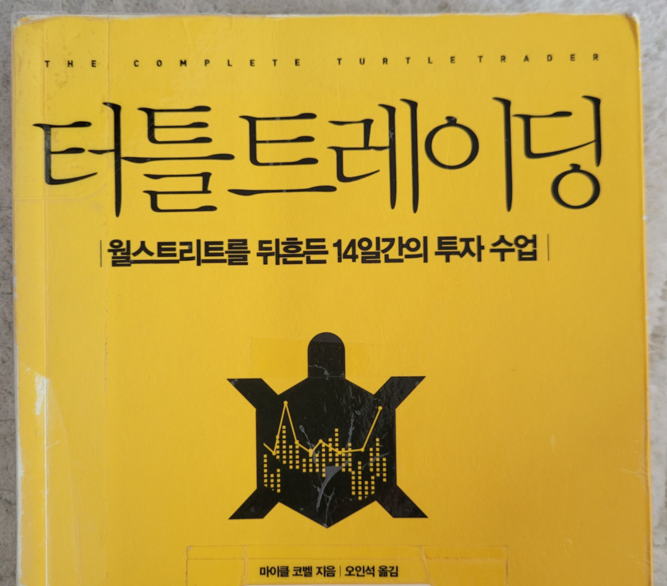 THE COMPLETE TURTLETRADER
터틀트레이딩
월스트리트를 뒤흔든 14일간의 투자 수업
마이클 코벨 지음 | 오인석 옮김